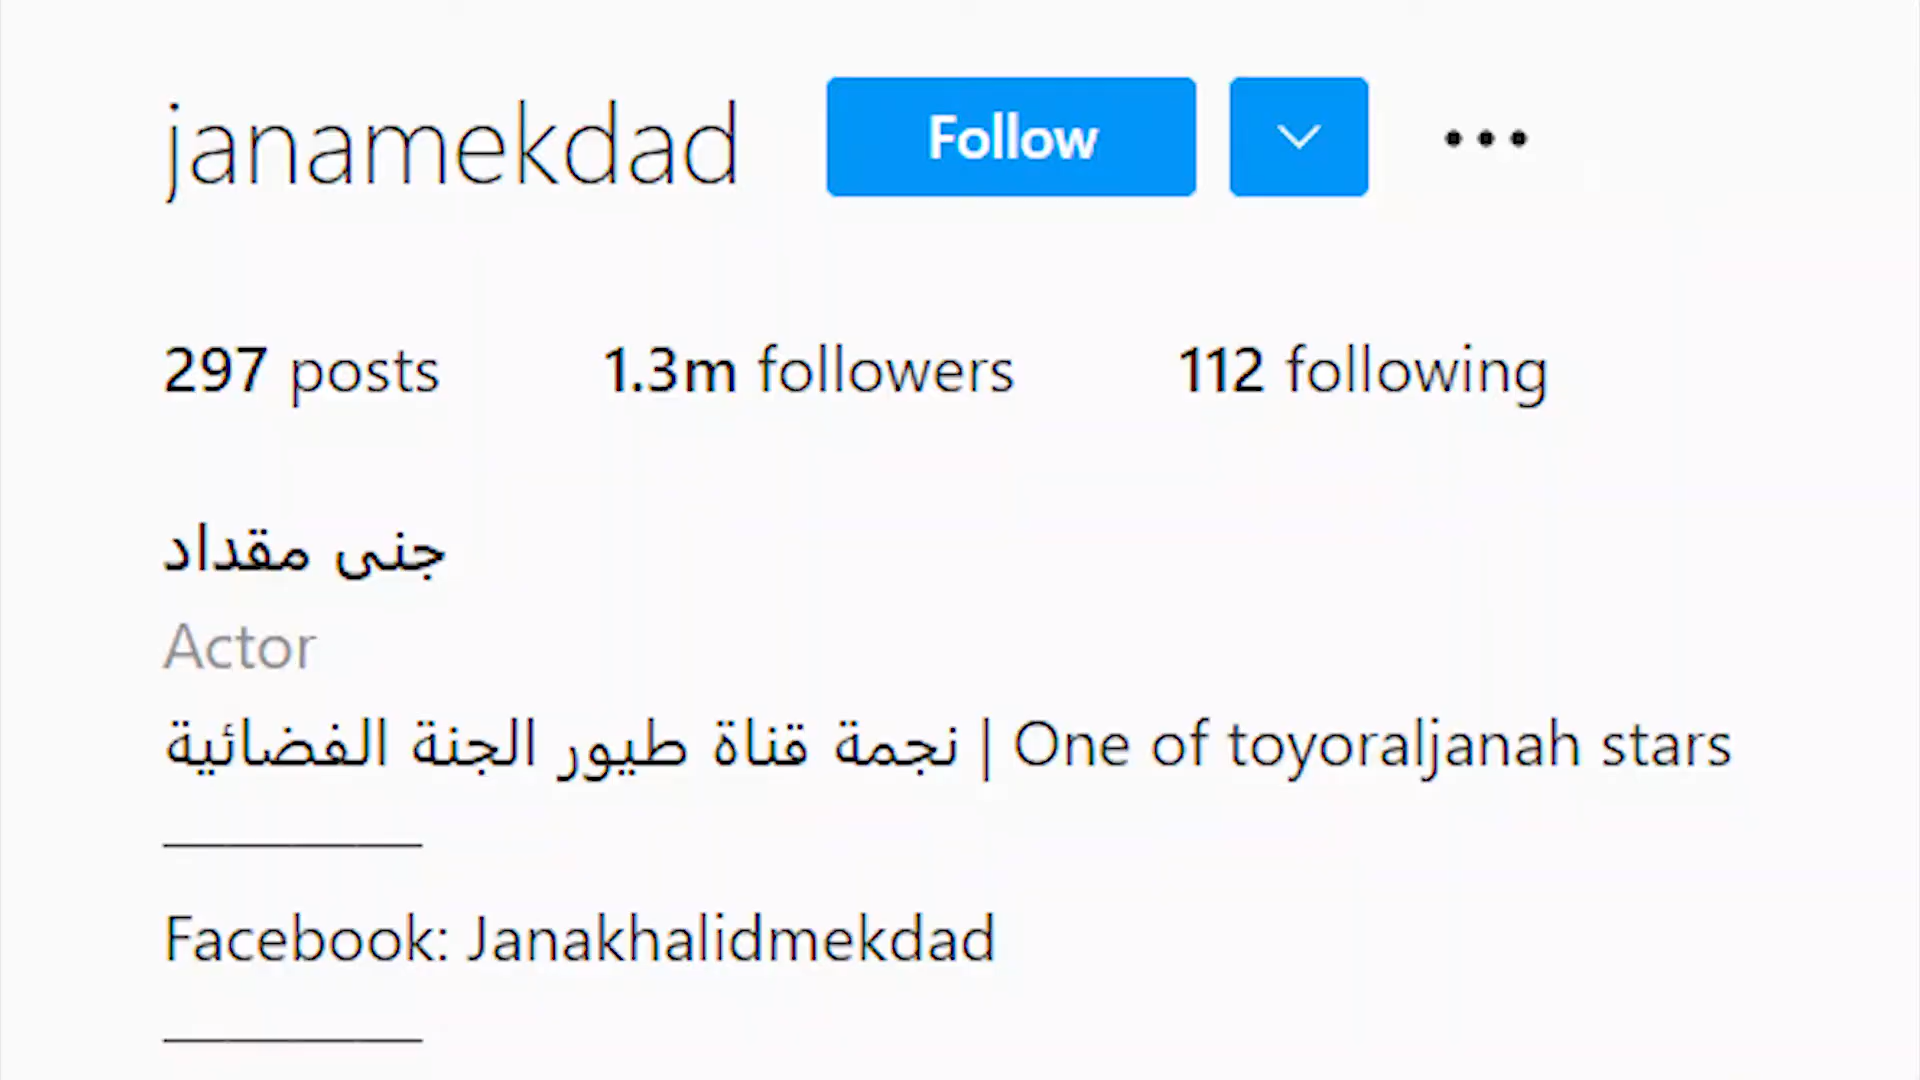 janamekdad Follow
297 posts 1.3m followers 112 following
جنى مقداد
Actor
نجمة قناة طيور الجنة الفضائية | One of toyoraljanah stars
Facebook: Janakhalidmekdad